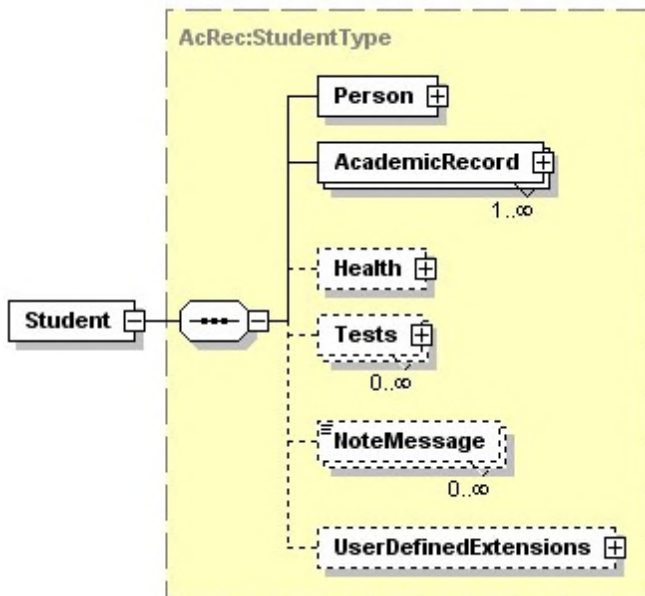 AcRec:StudentType
Person
AcademicRecord
1..∞
Health
Student
Tests
0..∞
NoteMessage
0..∞
UserDefinedExtensions